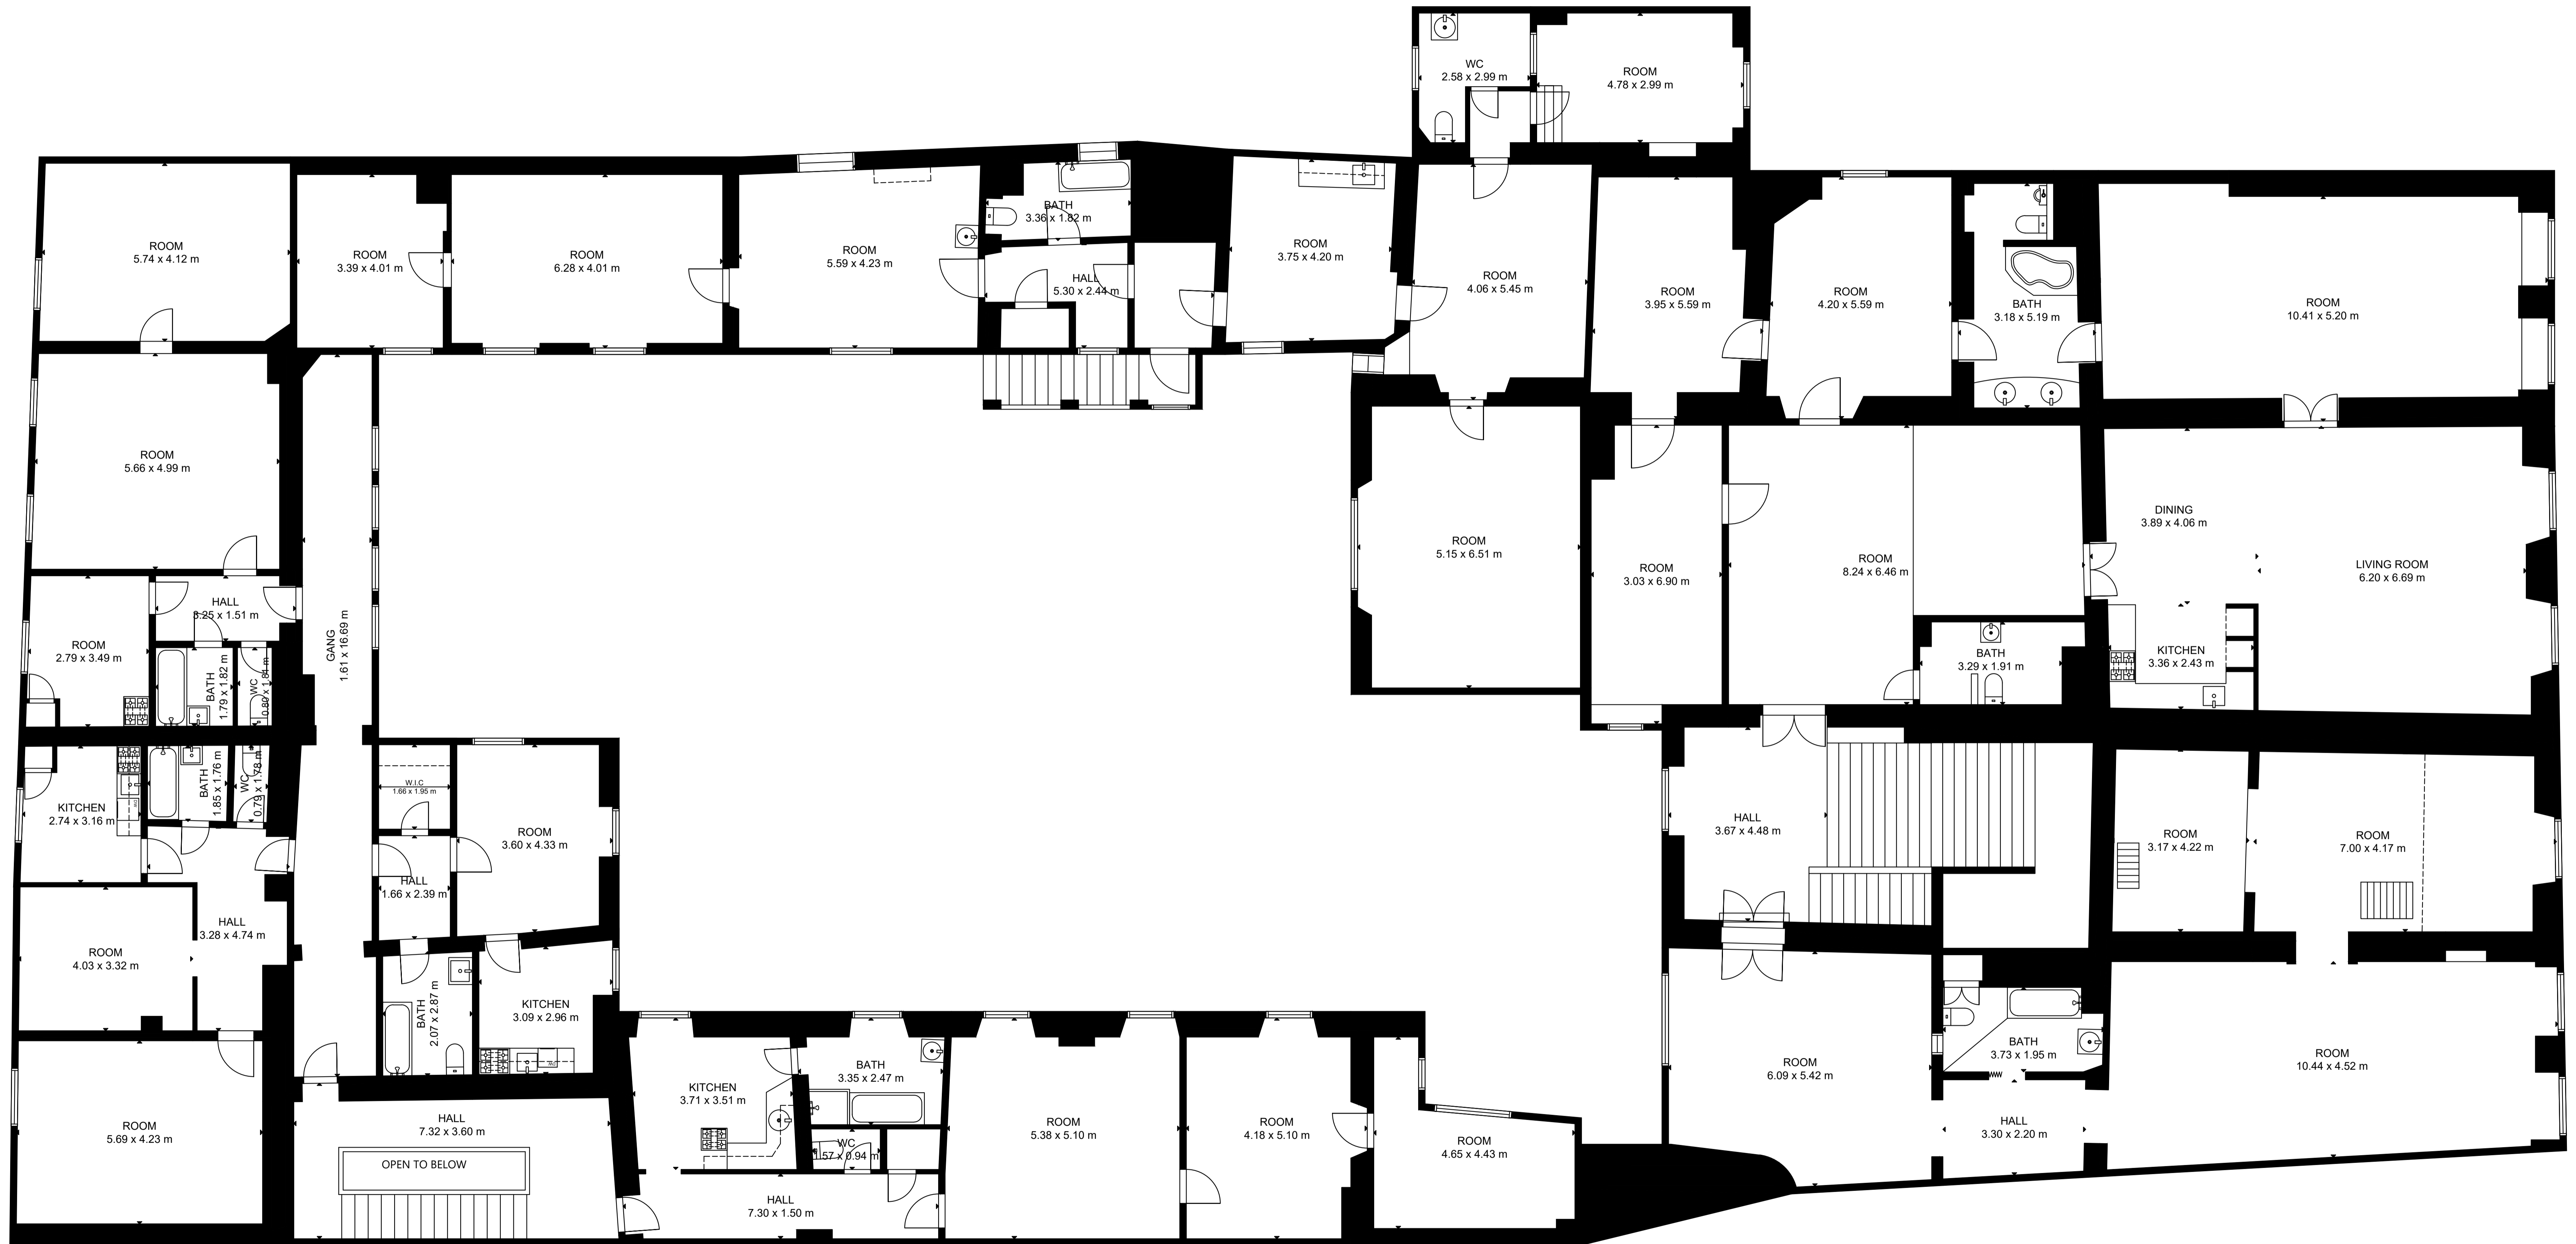 WC
2.58 x 2.99 m
ROOM
4.78 x 2.99 m
ROOM
5.74 x 4.12 m
ROOM
3.39 x 4.01 m
ROOM
6.28 x 4.01 m
ROOM
5.59 x 4.23 m
BATH
3.36 x 1.82 m
HALL
5.30 x 2.44 m
ROOM
3.75 x 4.20 m
ROOM
4.06 x 5.45 m
ROOM
3.95 x 5.59 m
ROOM
4.20 x 5.59 m
BATH
3.18 x 5.19 m
ROOM
10.41 x 5.20 m
ROOM
5.66 x 4.99 m
ROOM
5.15 x 6.51 m
ROOM
3.03 x 6.90 m
ROOM
8.24 x 6.46 m
DINING
3.89 x 4.06 m
LIVING ROOM
6.20 x 6.69 m
HALL
3.25 x 1.51 m
ROOM
2.79 x 3.49 m
BATH
1.79 x 1.82 m
WC
0.80 x 1.81 m
GANG
1.61 x 16.69 m
BATH
3.29 x 1.91 m
KITCHEN
3.36 x 2.43 m
KITCHEN
2.74 x 3.16 m
BATH
1.85 x 1.76 m
WC
0.79 x 1.78 m
W.I.C
1.66 x 1.95 m
ROOM
3.60 x 4.33 m
HALL
3.67 x 4.48 m
ROOM
3.17 x 4.22 m
ROOM
7.00 x 4.17 m
HALL
1.66 x 2.39 m
HALL
3.28 x 4.74 m
ROOM
4.03 x 3.32 m
BATH
2.07 x 2.87 m
KITCHEN
3.09 x 2.96 m
KITCHEN
3.71 x 3.51 m
BATH
3.35 x 2.47 m
ROOM
6.09 x 5.42 m
BATH
3.73 x 1.95 m
ROOM
10.44 x 4.52 m
ROOM
5.69 x 4.23 m
HALL
7.32 x 3.60 m
OPEN TO BELOW
WC
.57 x 0.94 m
ROOM
5.38 x 5.10 m
ROOM
4.18 x 5.10 m
ROOM
4.65 x 4.43 m
HALL
3.30 x 2.20 m
HALL
7.30 x 1.50 m